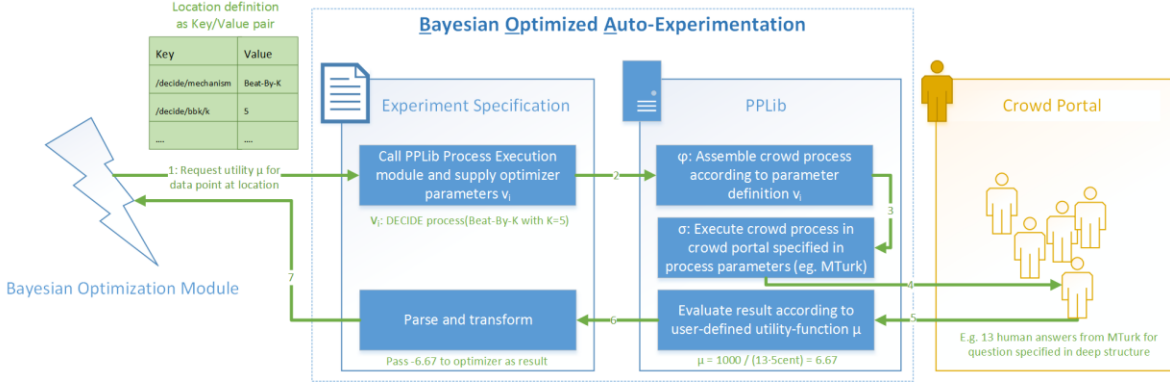 Location definition
as Key/Value pair
Key Value
/decide/mechanism Beat-By-K
/decide/bbk/k 5
.... ....
Bayesian Optimized Auto-Experimentation
Experiment Specification
PPLib
Crowd Portal
1: Request utility μ for
data point at location
Call PPLib Process Execution
module and supply optimizer
parameters vi
2
φ: Assemble crowd process
according to parameter
definition vi
Vi: DECIDE process(Beat-By-K with K=5)
3
σ: Execute crowd process in
crowd portal specified in
process parameters (eg. MTurk)
4
7
Bayesian Optimization Module
Parse and transform
6
Evaluate result according to
user-defined utility-function μ
5
Pass -6.67 to optimizer as result
μ = 1000 / (13·5cent) = 6.67
E.g. 13 human answers from MTurk for
question specified in deep structure